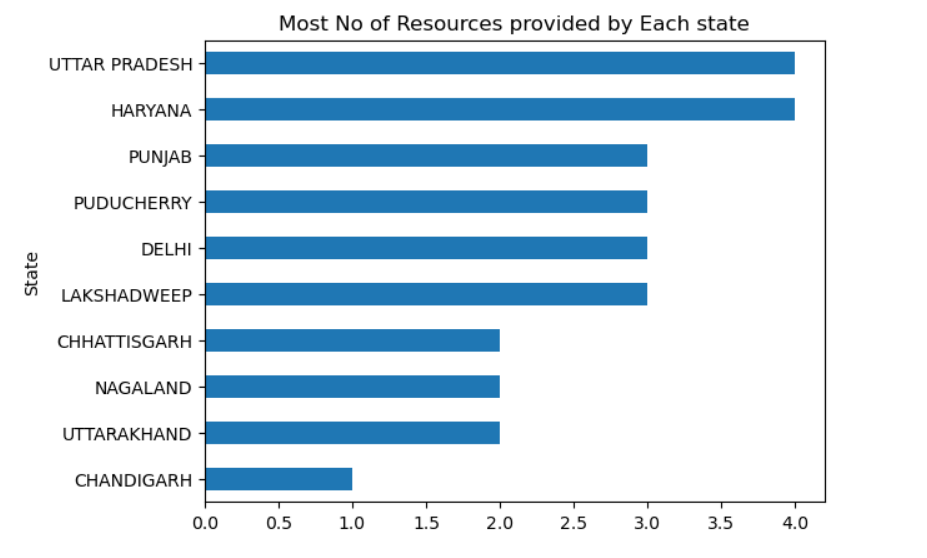 Most No of Resources provided by Each state
UTTAR PRADESH
HARYANA
PUNJAB
PUDUCHERRY
DELHI
LAKSHADWEEP
CHHATTISGARH
NAGALAND
UTTARAKHAND
CHANDIGARH
State
0.0 0.5 1.0 1.5 2.0 2.5 3.0 3.5 4.0